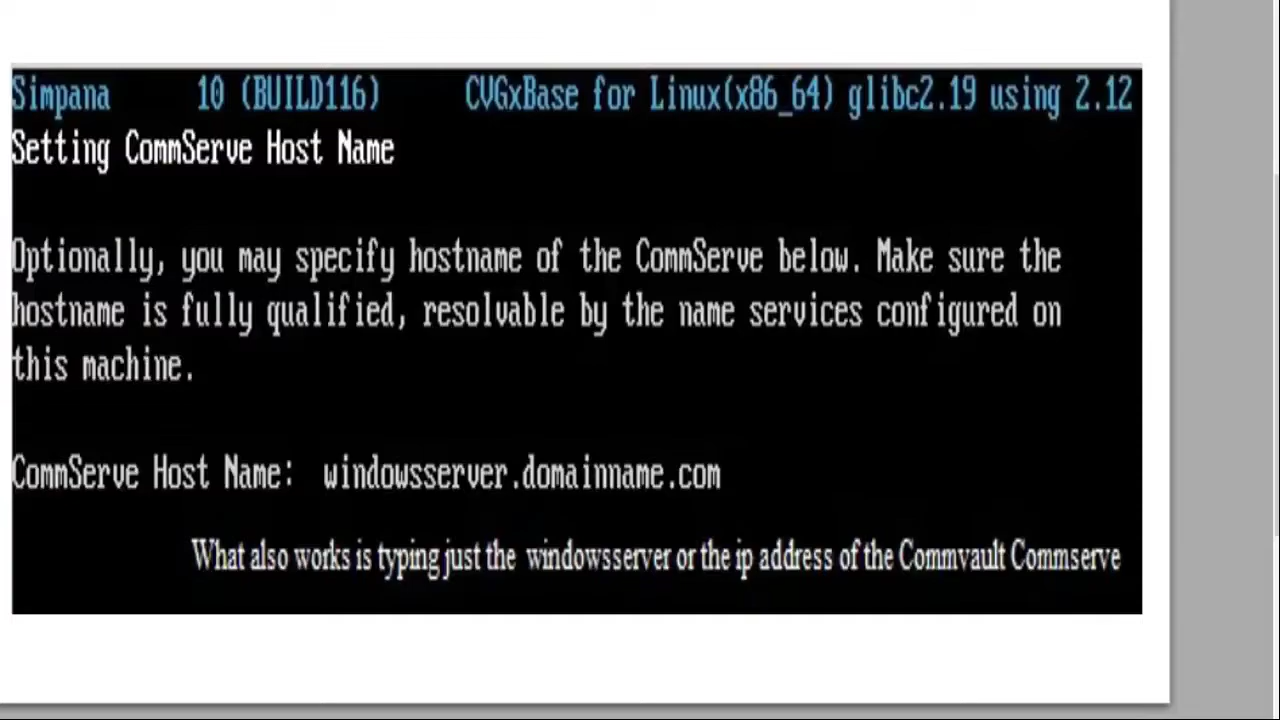 Simpana 10 (BUILD116) CVGxBase for Linux(x86_64) glibc2.19 using 2.12
Setting CommServe Host Name
Optionally, you may specify hostname of the CommServe below. Make sure the
hostname is fully qualified, resolvable by the name services configured on
this machine.
CommServe Host Name: windowsserver.domainname.com
What also works is typing just the windowsserver or the ip address of the Commvault Commserve